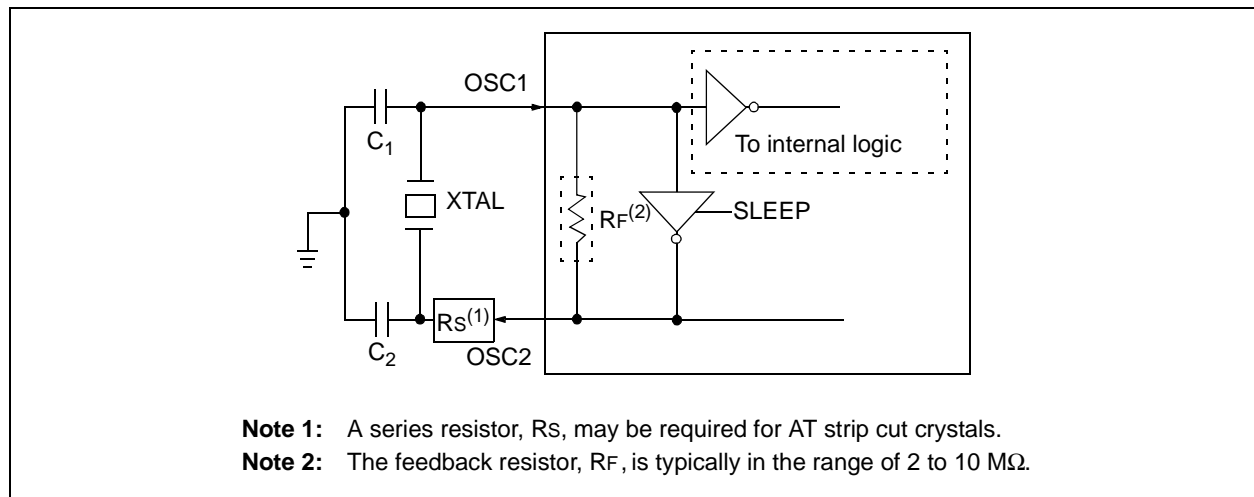 OSC1
C1
To internal logic
XTAL
RF(2)
SLEEP
RS(1)
C2
OSC2
Note 1: A series resistor, RS, may be required for AT strip cut crystals.
Note 2: The feedback resistor, RF, is typically in the range of 2 to 10 MΩ.